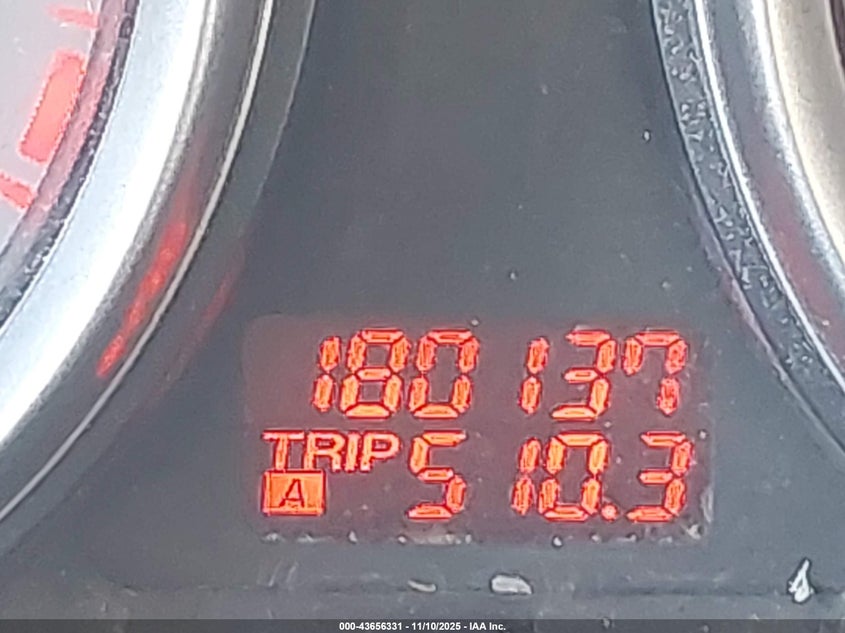 180137
TRIP A 510.3
000-43656331 - 11/10/2025 - IAA Inc.